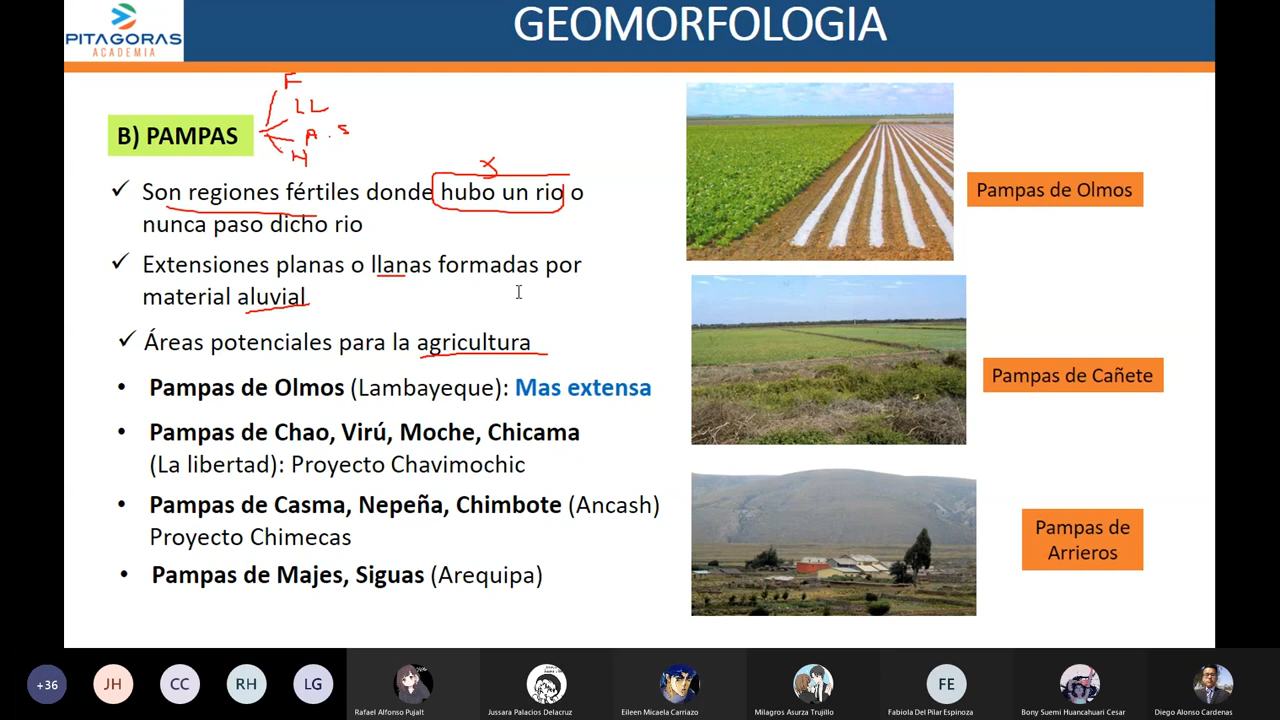 GEOMORFOLOGIA
PITAGORAS
ACADEMIA
F
LL
A.S
H
B) PAMPAS
x
Son regiones fértiles donde hubo un rio o
nunca paso dicho rio
Extensiones planas o llanas formadas por
material aluvial
Áreas potenciales para la agricultura
Pampas de Olmos (Lambayeque): Mas extensa
Pampas de Chao, Virú, Moche, Chicama
(La libertad): Proyecto Chavimochic
Pampas de Casma, Nepeña, Chimbote (Ancash)
Proyecto Chimecas
Pampas de Majes, Siguas (Arequipa)
Pampas de Olmos
Pampas de Cañete
Pampas de
Arrieros
+36
JH
CC
RH
LG
FE
Rafael Alfonso Pujalt
Jussara Palacios Delacruz
Eileen Micaela Carriazo
Milagros Asurza Trujillo
Fabiola Del Pilar Espinoza
Bony Suemi Huancahuari Cesar
Diego Alonso Cardenas